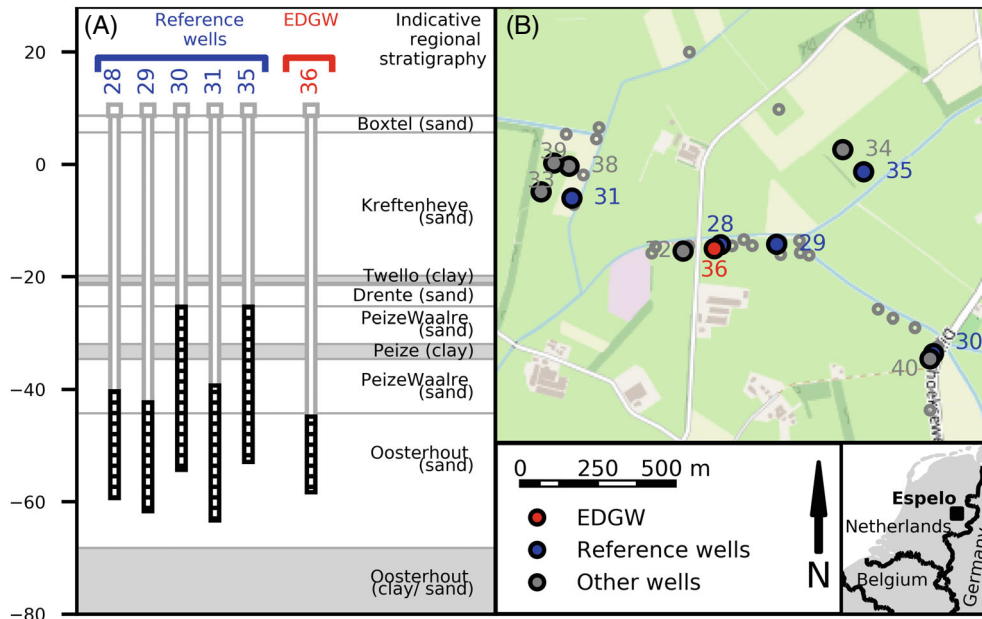 (A)
Reference
wells
EDGW
Indicative
regional
stratigraphy
28
29
30
31
35
36
20
0
−20
−40
−60
−80
Boxtel (sand)
Kreftenheye
(sand)
Twello (clay)
Drente (sand)
PeizeWaalre
(sand)
Peize (clay)
PeizeWaalre
(sand)
Oosterhout
(sand)
Oosterhout
(clay/ sand)
(B)
39
38
33
31
34
35
28
29
36
30
40
0 250 500 m
EDGW
Reference wells
Other wells
N
Espelo
Netherlands
Belgium
Germany